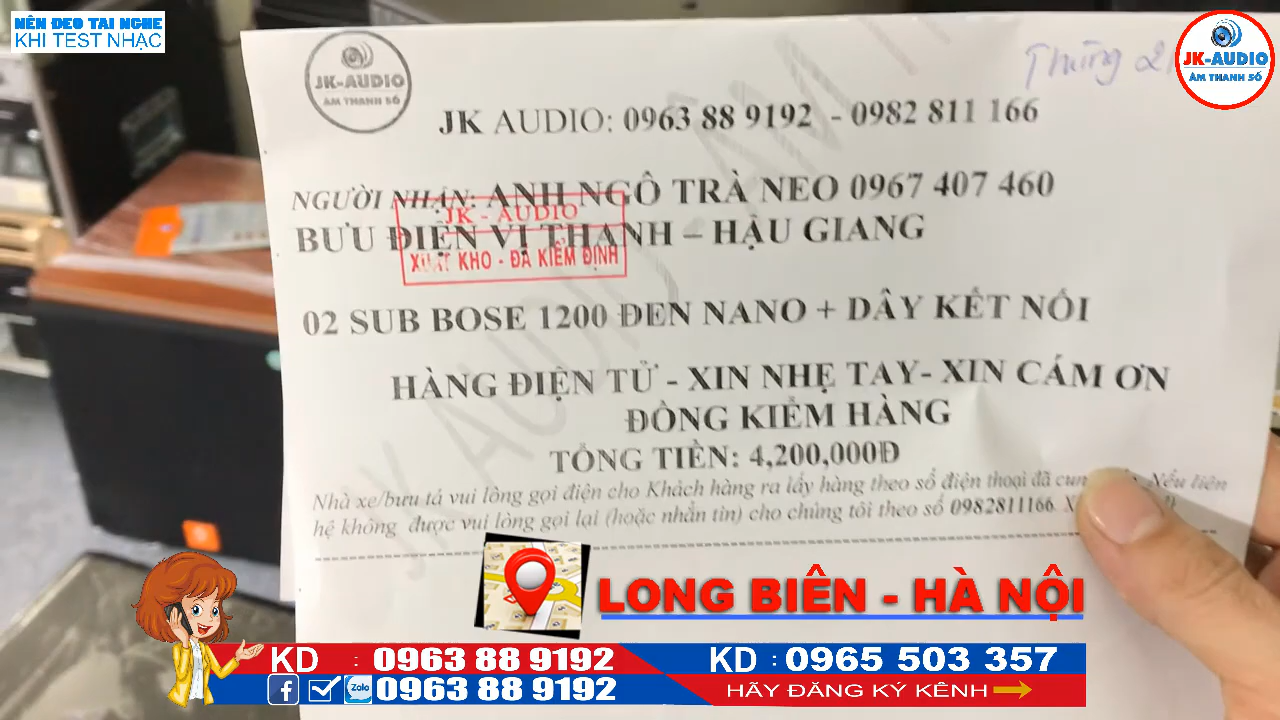 NÊN ĐEO TAI NGHE
KHI TEST NHẠC
JK-AUDIO
ÂM THANH SỐ
Thùng 2
JK-AUDIO
ÂM THANH SỐ
JK AUDIO: 0963 88 9192 - 0982 811 166
NGƯỜI NHẬN: ANH NGÔ TRÀ NEO 0967 407 460
JK - AUDIO
BƯU ĐIỆN VỊ THANH – HẬU GIANG
XUẤT KHO - ĐÃ KIỂM ĐỊNH
02 SUB BOSE 1200 ĐEN NANO + DÂY KẾT NỐI
HÀNG ĐIỆN TỬ - XIN NHẸ TAY- XIN CÁM ƠN
ĐỒNG KIỂM HÀNG
TỔNG TIỀN: 4,200,000Đ
Nhà xe/bưu tá vui lòng gọi điện cho Khách hàng ra lấy hàng theo số điện thoại đã cung Nếu liên
hệ không được vui lòng gọi lại (hoặc nhắn tin) cho chúng tôi theo số 0982811166.
LONG BIÊN - HÀ NỘI
KD : 0963 88 9192
KD : 0965 503 357
Zalo 0963 88 9192
HÃY ĐĂNG KÝ KÊNH